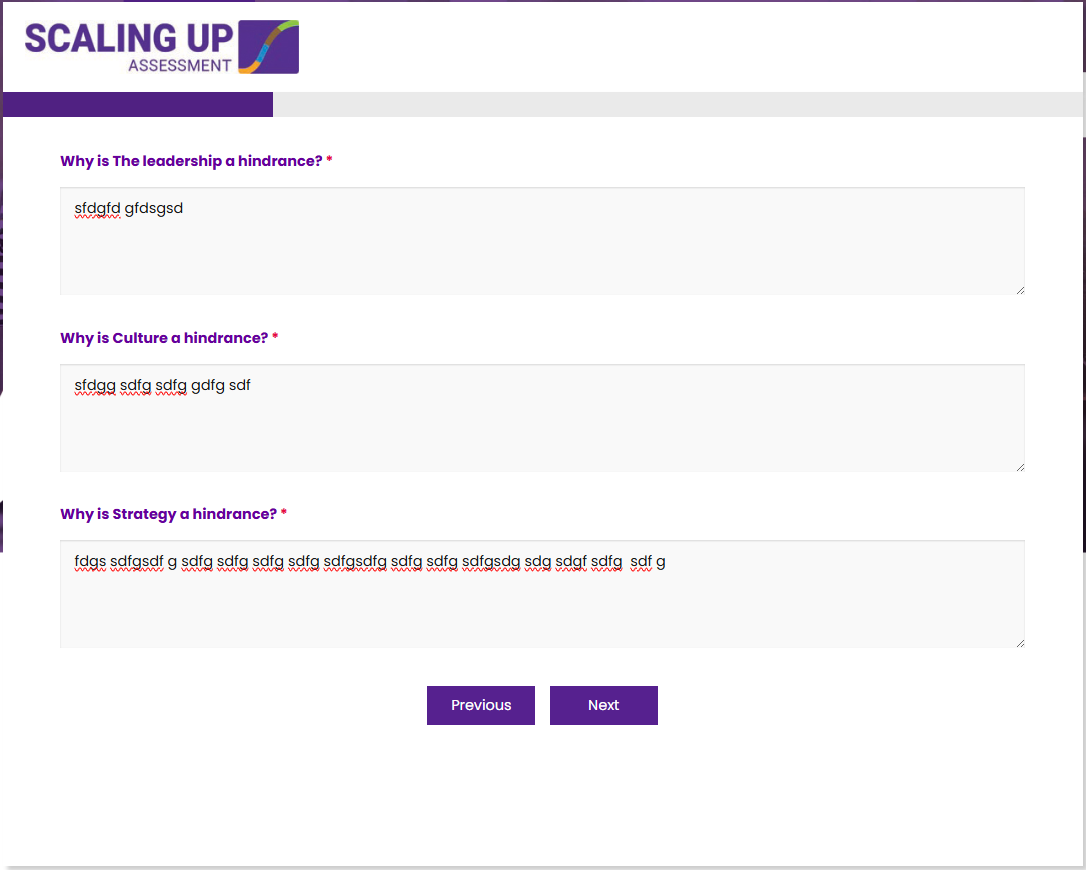 SCALING UP
ASSESSMENT
Why is The leadership a hindrance? *
sfdgfd gfdsgsd
Why is Culture a hindrance? *
sfdgg sdfg sdfg gdfg sdf
Why is Strategy a hindrance? *
fdgs sdfgsdf g sdfg sdfg sdfg sdfg sdfgsdfg sdfg sdfg sdfgsdg sdg sdgf sdfg  sdf g
Previous Next